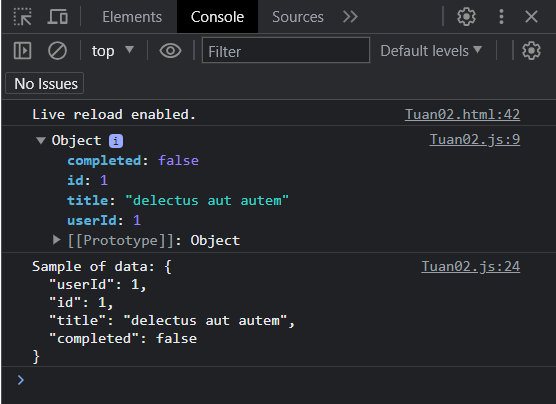 Elements Console Sources
top Filter Default levels
No Issues
Live reload enabled. Tuan02.html:42
Object i Tuan02.js:9
completed: false
id: 1
title: "delectus aut autem"
userId: 1
[[Prototype]]: Object
Sample of data: { Tuan02.js:24
"userId": 1,
"id": 1,
"title": "delectus aut autem",
"completed": false
}